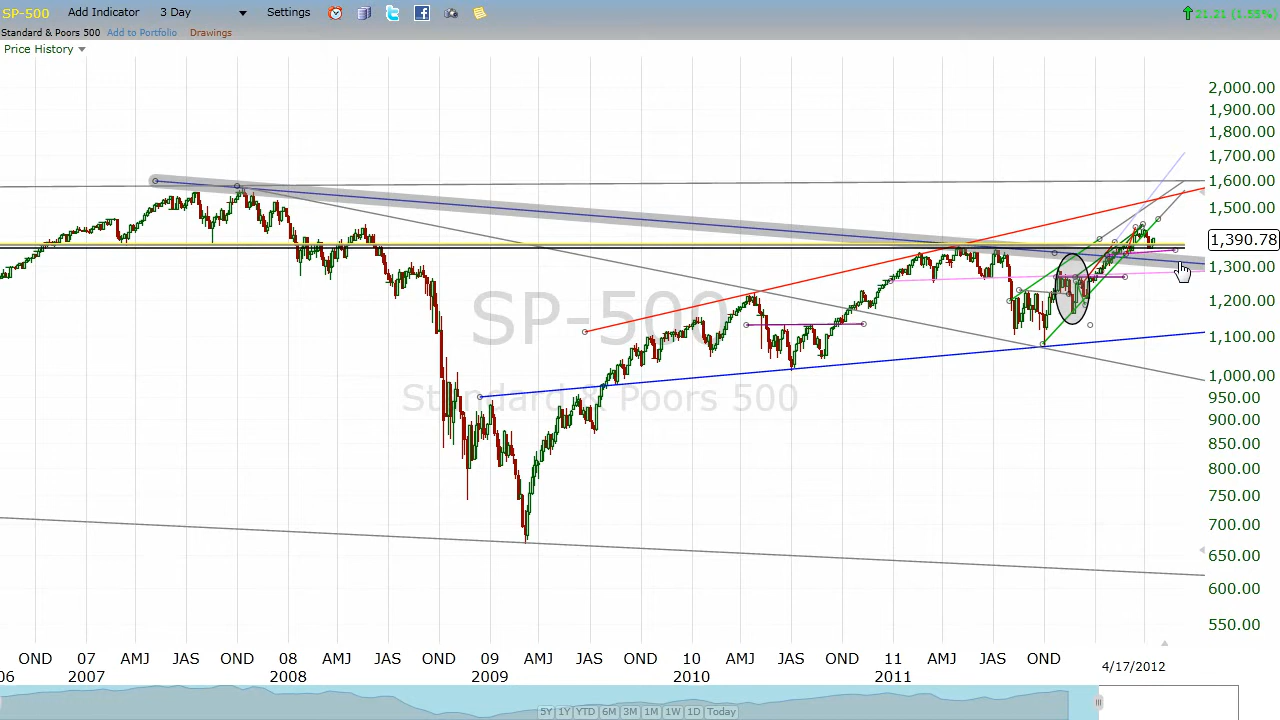 SP-500 Add Indicator 3 Day Settings 21.21 (1.55%)
Standard & Poors 500 Add to Portfolio Drawings
Price History
2,000.00
1,900.00
1,800.00
1,700.00
1,600.00
1,500.00
1,390.78
1,300.00
1,200.00
1,100.00
1,000.00
950.00
900.00
850.00
800.00
750.00
700.00
650.00
600.00
550.00
SP-500
Standard & Poors 500
OND 07 AMJ JAS OND 08 AMJ JAS OND 09 AMJ JAS OND 10 AMJ JAS OND 11 AMJ JAS OND 4/17/2012
06 2007 2008 2009 2010 2011
5Y 1Y YTD 6M 3M 1M 1W 1D Today